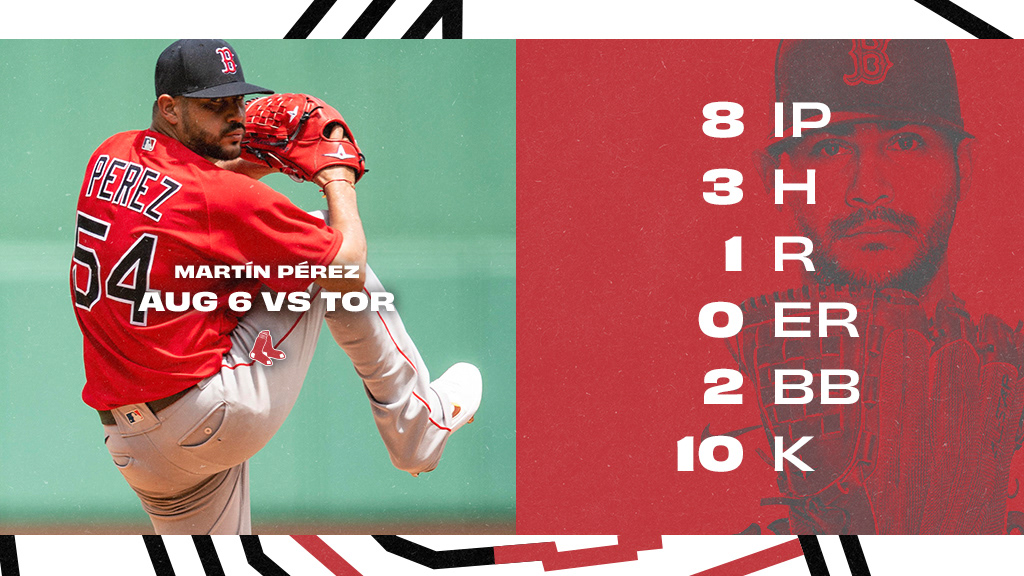 B
PEREZ
54
MARTÍN PÉREZ
AUG 6 VS TOR
B
8 IP
3 H
1 R
0 ER
2 BB
10 K